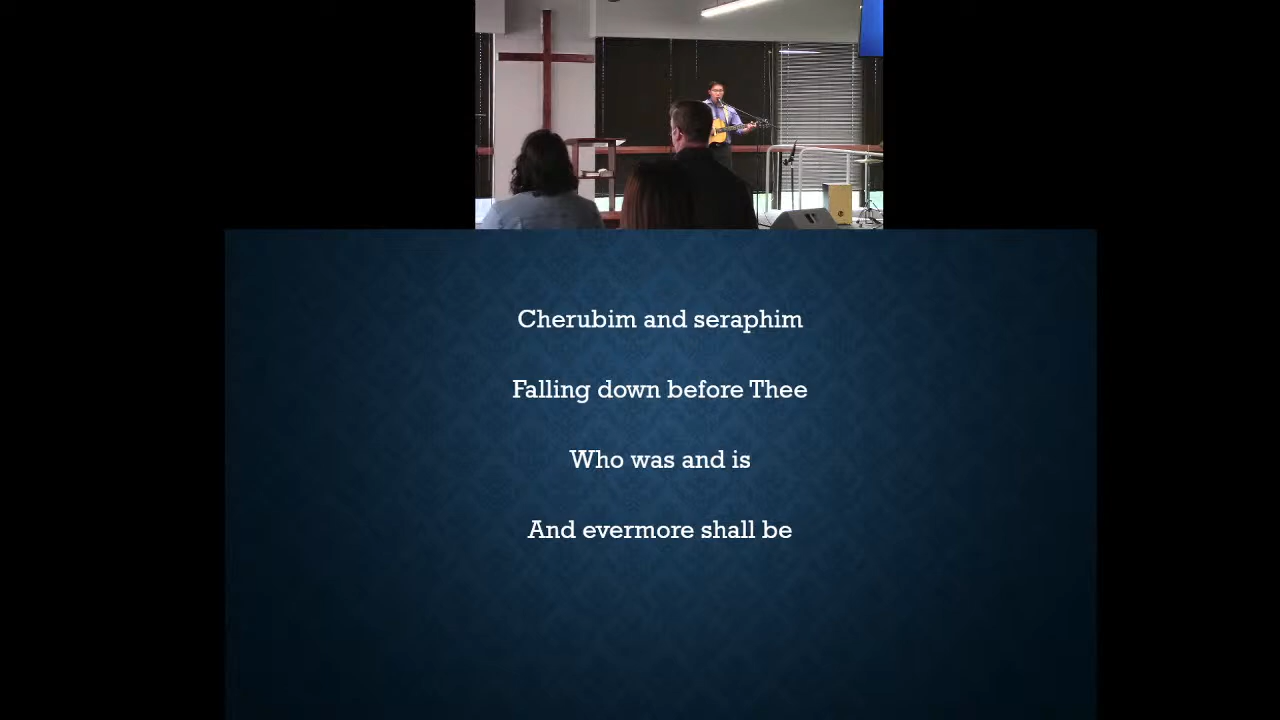 Cherubim and seraphim
Falling down before Thee
Who was and is
And evermore shall be